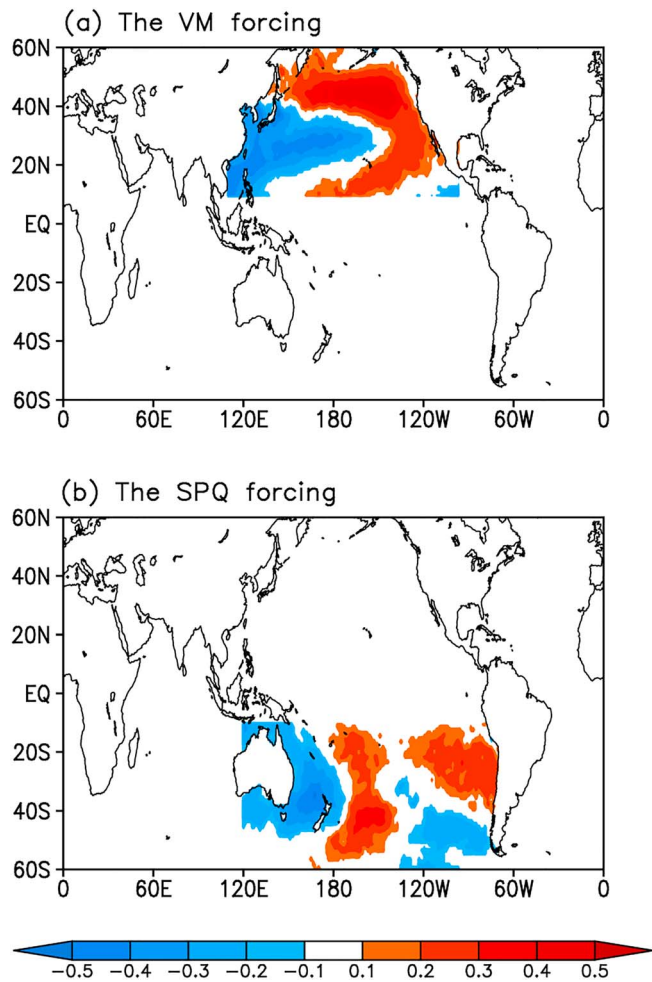 (a) The VM forcing
60N
40N
20N
EQ
20S
40S
60S
0 60E 120E 180 120W 60W 0
(b) The SPQ forcing
60N
40N
20N
EQ
20S
40S
60S
0 60E 120E 180 120W 60W 0
−0.5 −0.4 −0.3 −0.2 −0.1 0.1 0.2 0.3 0.4 0.5